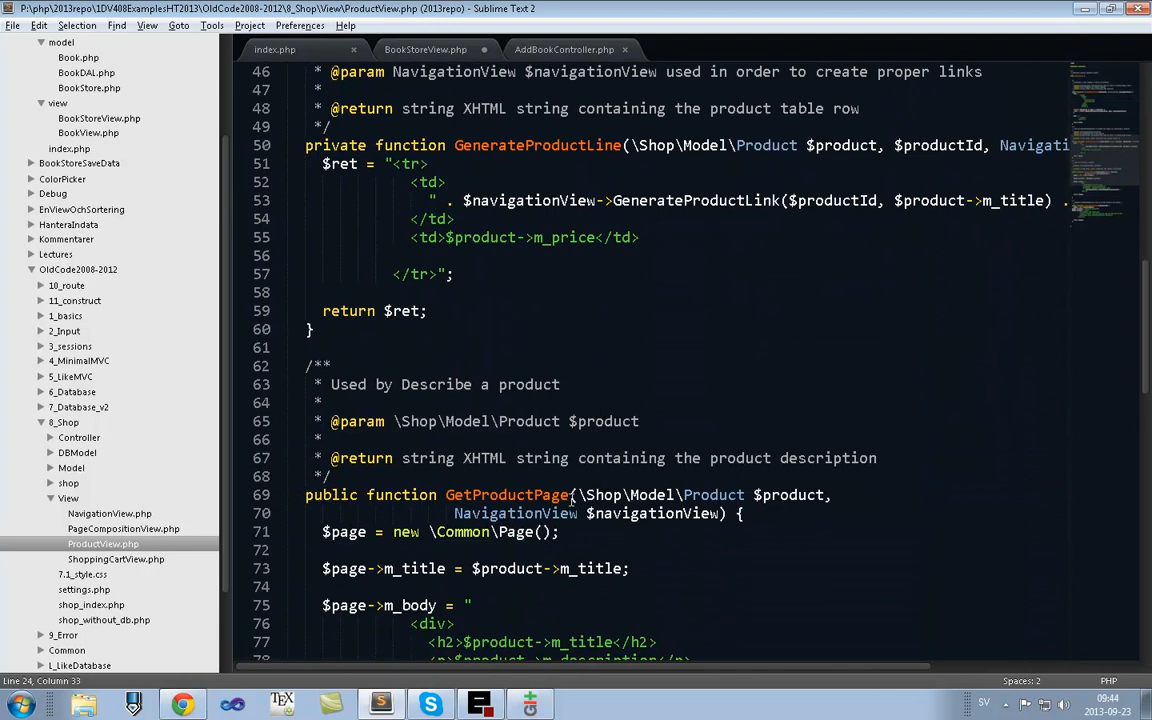 P:\php\2013repo\1DV408ExamplesHT2013\OldCode2008-2012\8_Shop\View\ProductView.php (2013repo) - Sublime Text 2
File Edit Selection Find View Goto Tools Project Preferences Help
model
Book.php
BookDAL.php
BookStore.php
view
BookStoreView.php
BookView.php
index.php
BookStoreSaveData
ColorPicker
Debug
EnViewOchSortering
HanteraIndata
Kommentarer
Lectures
OldCode2008-2012
10_route
11_construct
1_basics
2_Input
3_sessions
4_MinimalMVC
5_LikeMVC
6_Database
7_Database_v2
8_Shop
Controller
DBModel
Model
shop
View
NavigationView.php
PageCompositionView.php
ProductView.php
ShoppingCartView.php
7.1_style.css
settings.php
shop_index.php
shop_without_db.php
9_Error
Common
L_LikeDatabase
index.php BookStoreView.php AddBookController.php
46 * @param NavigationView $navigationView used in order to create proper links
47 *
48 * @return string XHTML string containing the product table row
49 */
50 private function GenerateProductLine(\Shop\Model\Product $product, $productId, Navigati
51 $ret = "<tr>
52 <td>
53 " . $navigationView->GenerateProductLink($productId, $product->m_title) .
54 </td>
55 <td>$product->m_price</td>
56
57 </tr>";
58
59 return $ret;
60 }
61
62 /**
63 * Used by Describe a product
64 *
65 * @param \Shop\Model\Product $product
66 *
67 * @return string XHTML string containing the product description
68 */
69 public function GetProductPage(\Shop\Model\Product $product,
70 NavigationView $navigationView) {
71 $page = new \Common\Page();
72
73 $page->m_title = $product->m_title;
74
75 $page->m_body = "
76 <div>
77 <h2>$product->m_title</h2>
78 <p>$product->m_description</p>
Line 24, Column 33 Spaces: 2 PHP
SV 09:44
2013-09-23